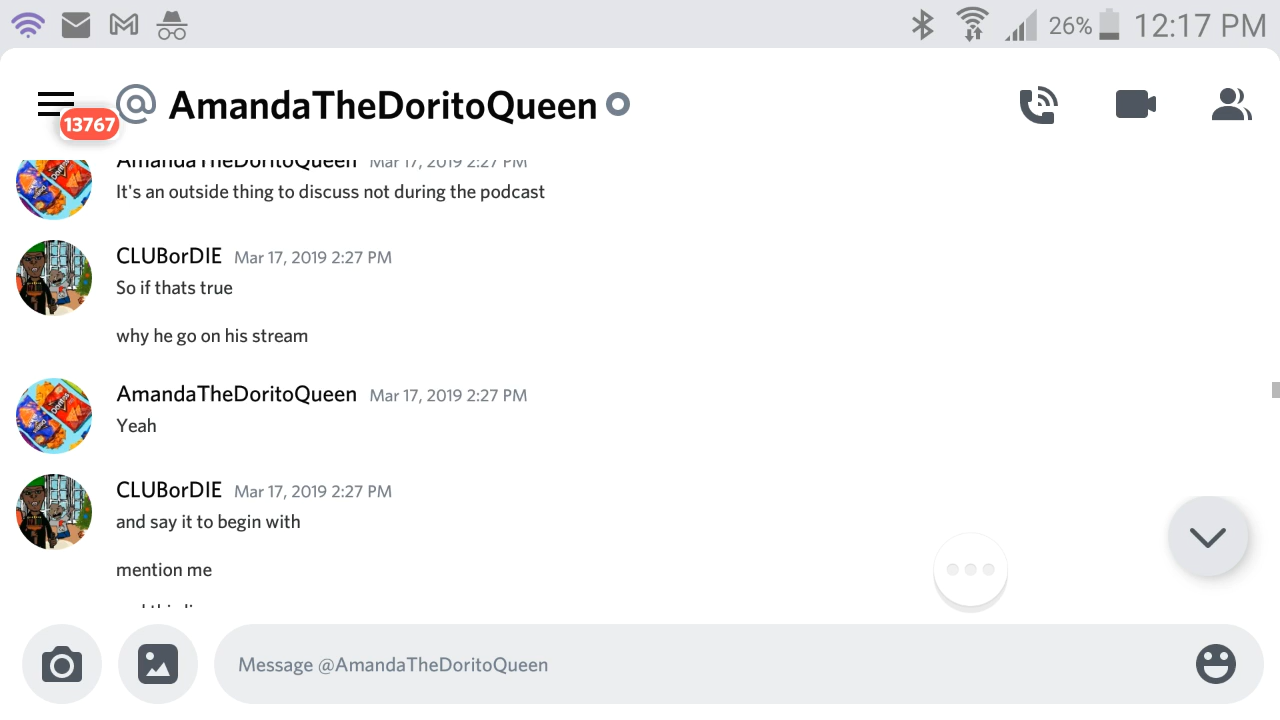 26% 12:17 PM
13767
@ AmandaTheDoritoQueen
AmandaTheDoritoQueen Mar 17, 2019 2:27 PM
It's an outside thing to discuss not during the podcast
CLUBorDIE Mar 17, 2019 2:27 PM
So if thats true
why he go on his stream
AmandaTheDoritoQueen Mar 17, 2019 2:27 PM
Yeah
CLUBorDIE Mar 17, 2019 2:27 PM
and say it to begin with
mention me
Message @AmandaTheDoritoQueen